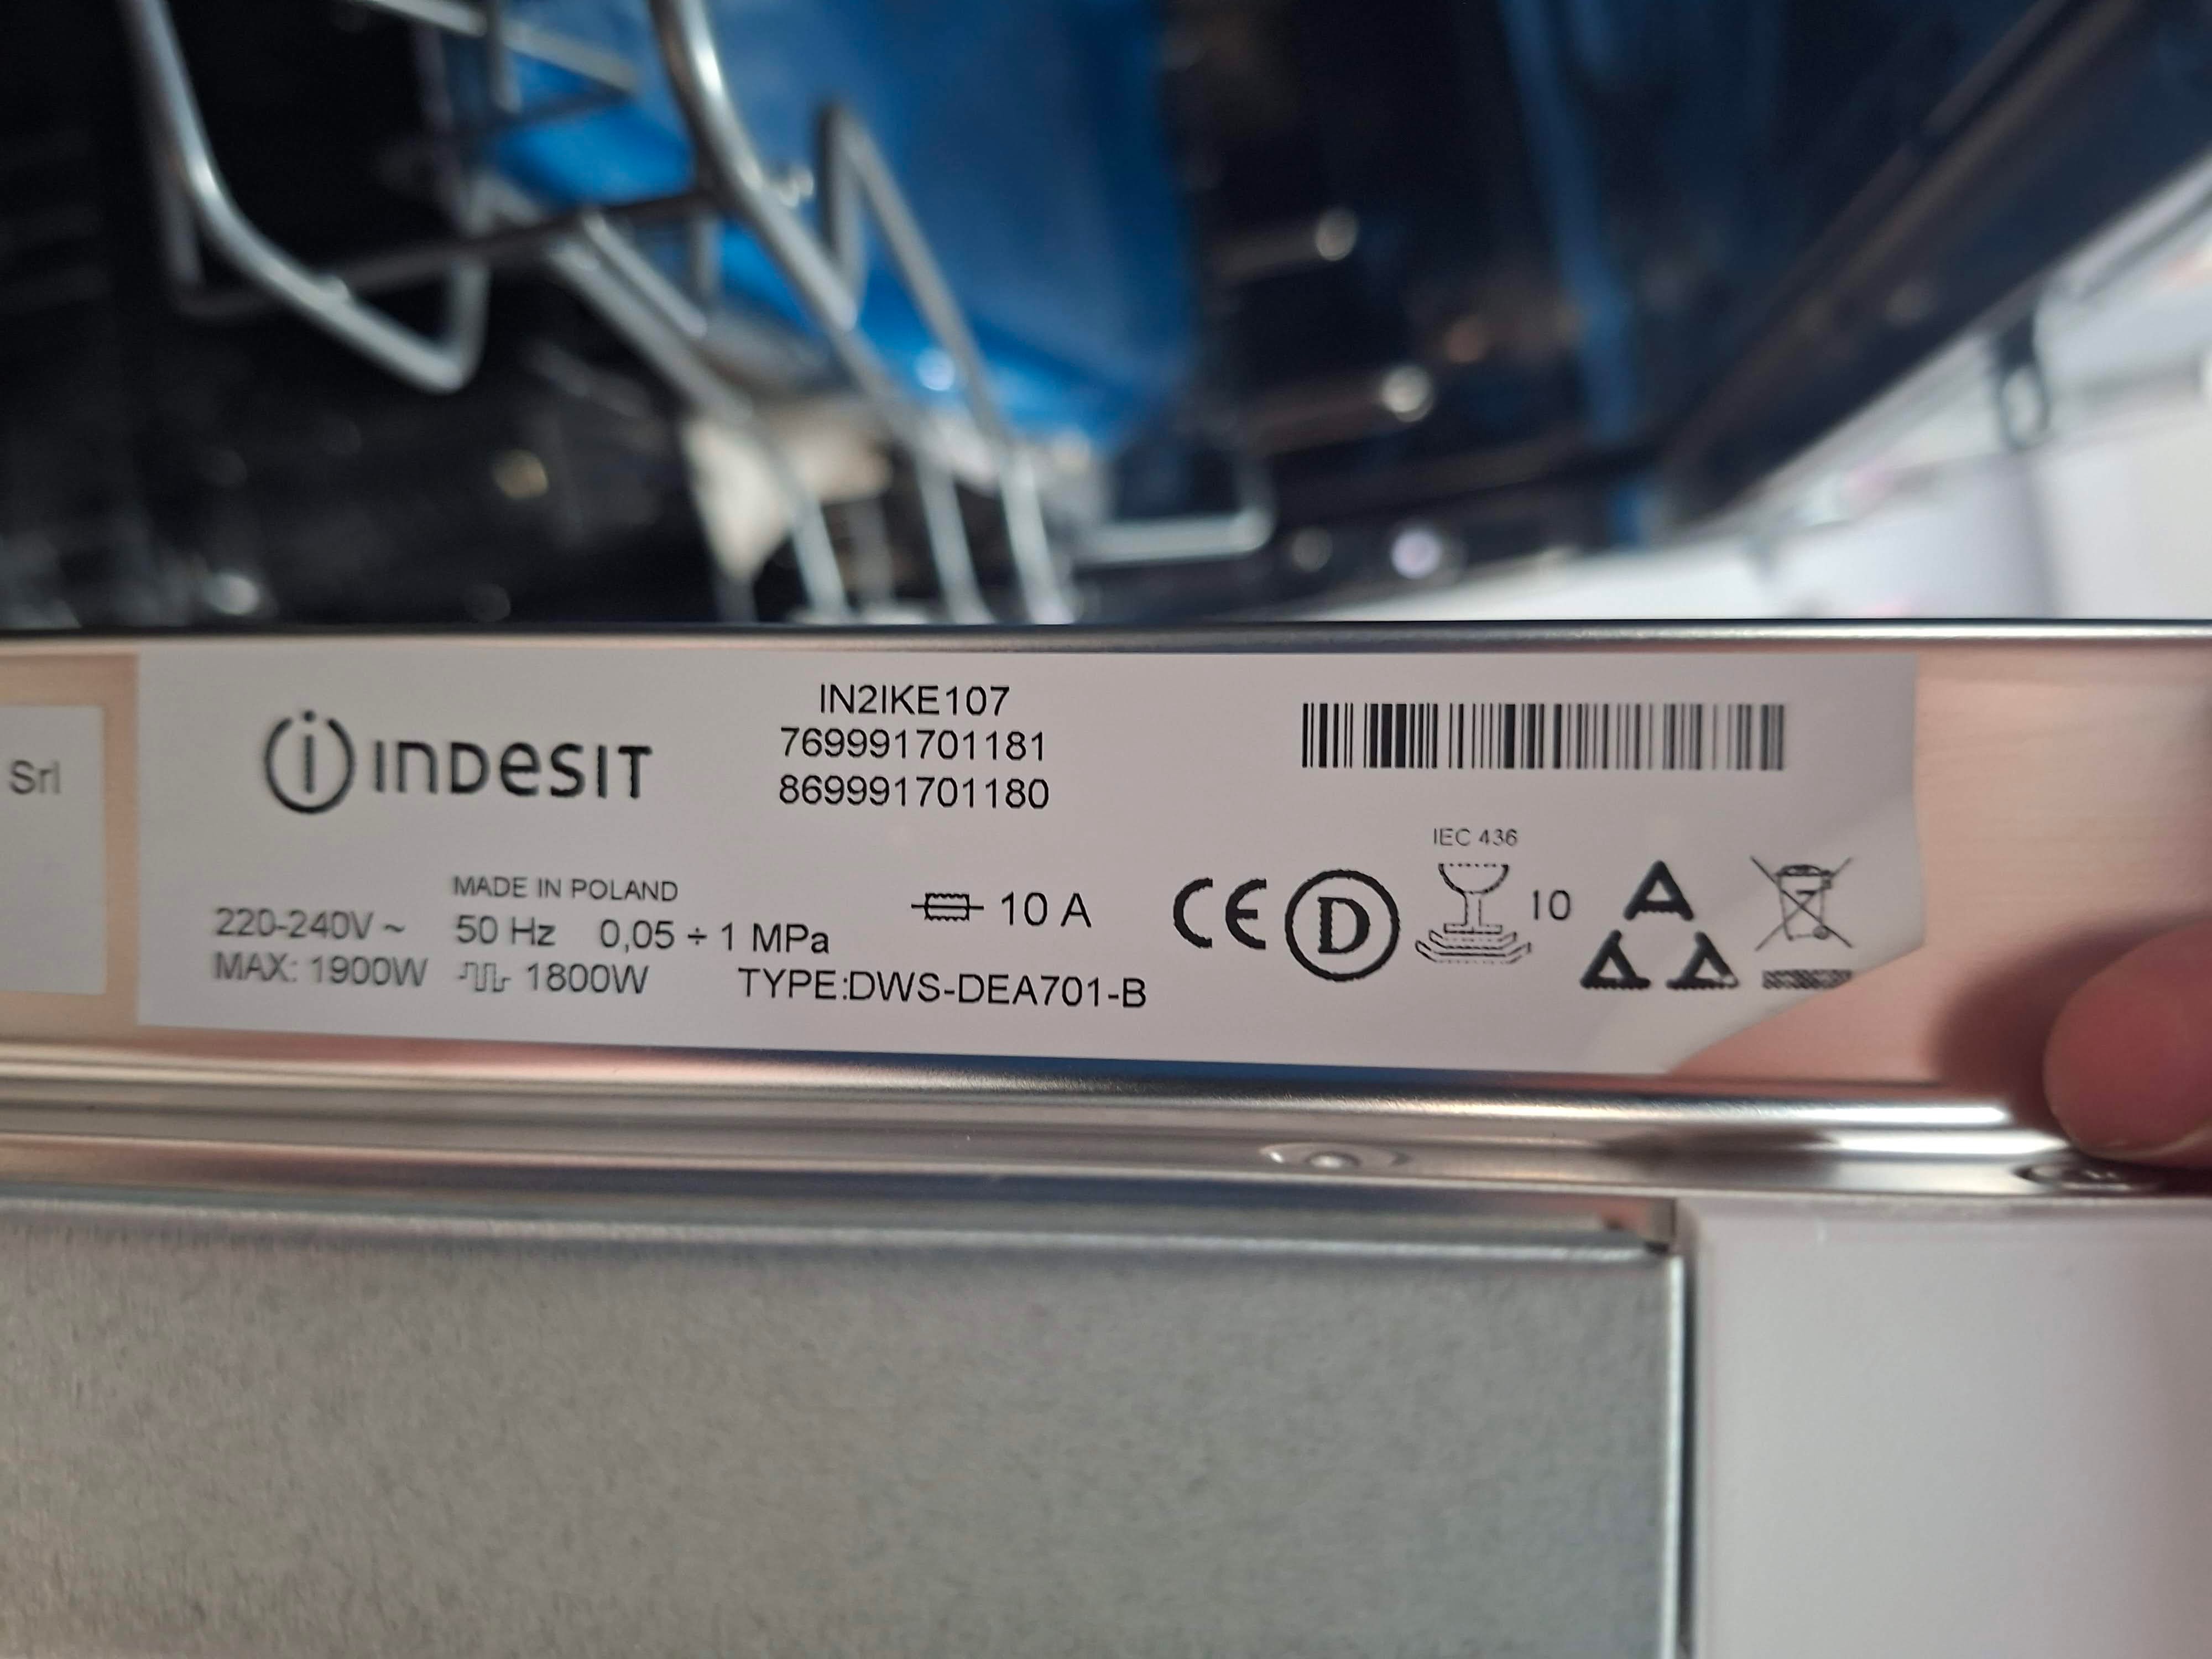 Srl
INDESIT
IN2IKE107
769991701181
869991701180
MADE IN POLAND
220-240V ~ 50 Hz 0,05 ÷ 1 MPa
MAX: 1900W 1800W
10 A
TYPE:DWS-DEA701-B
CE
D
IEC 436
10
A